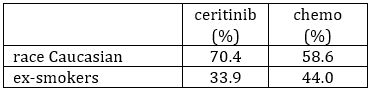 ceritinib (%) chemo (%)
race Caucasian 70.4 58.6
ex-smokers 33.9 44.0